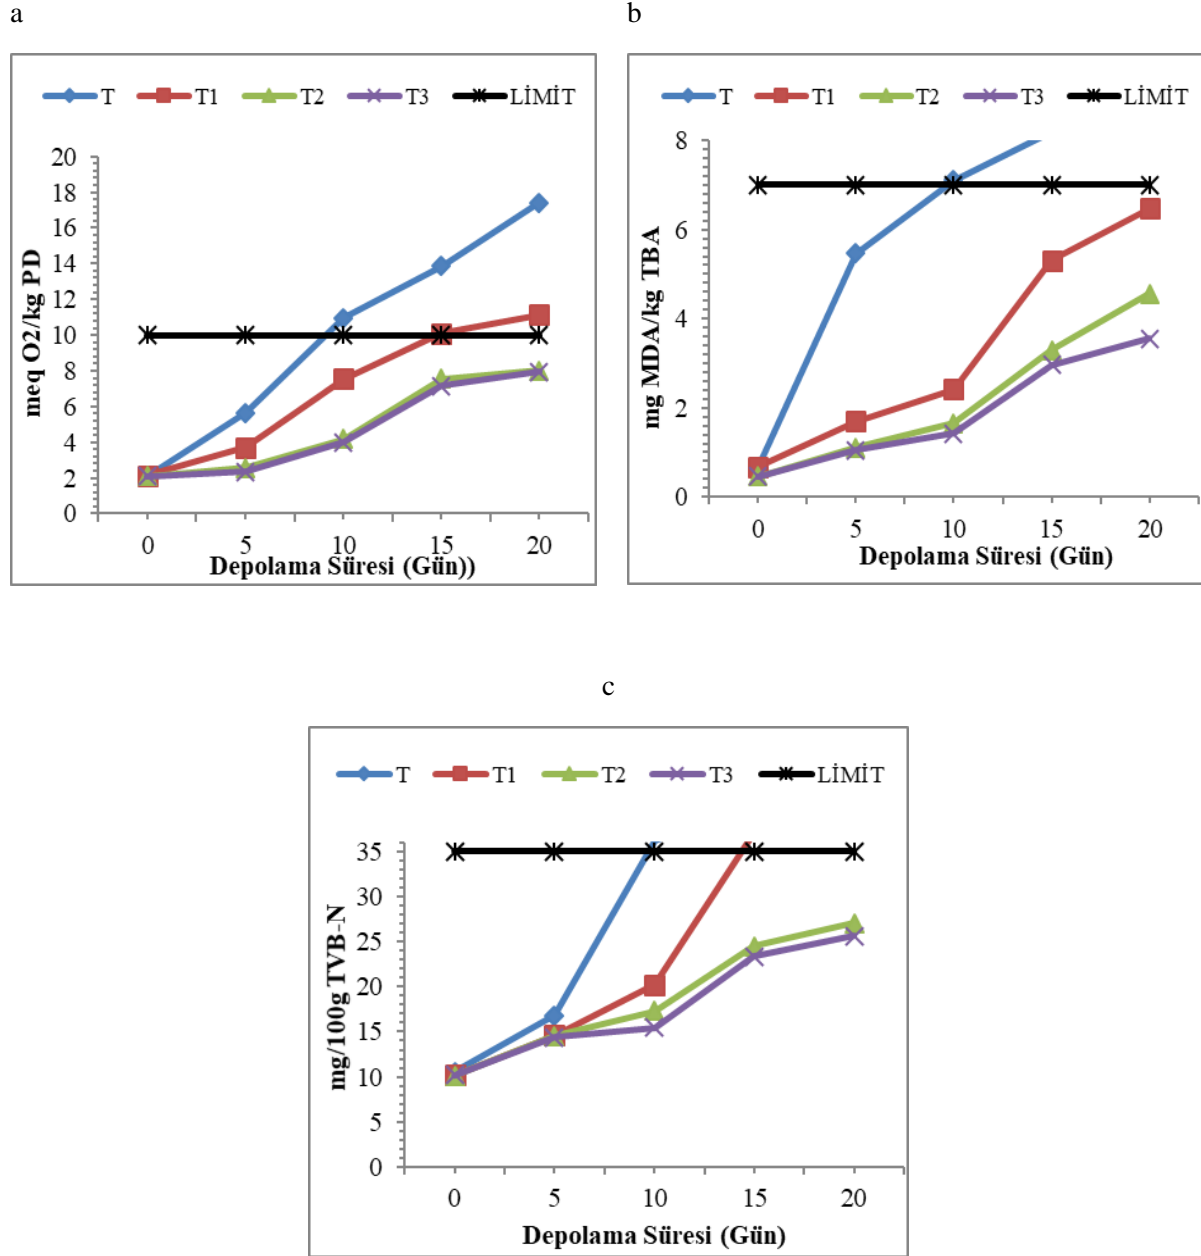 a
b
T T1 T2 T3 LİMİT
20
18
16
14
12
10
8
6
4
2
0
meq O2/kg PD
0 5 10 15 20
Depolama Süresi (Gün))
T T1 T2 T3 LİMİT
8
6
4
2
0
mg MDA/kg TBA
0 5 10 15 20
Depolama Süresi (Gün)
c
T T1 T2 T3 LİMİT
35
30
25
20
15
10
5
0
mg/100g TVB-N
0 5 10 15 20
Depolama Süresi (Gün)